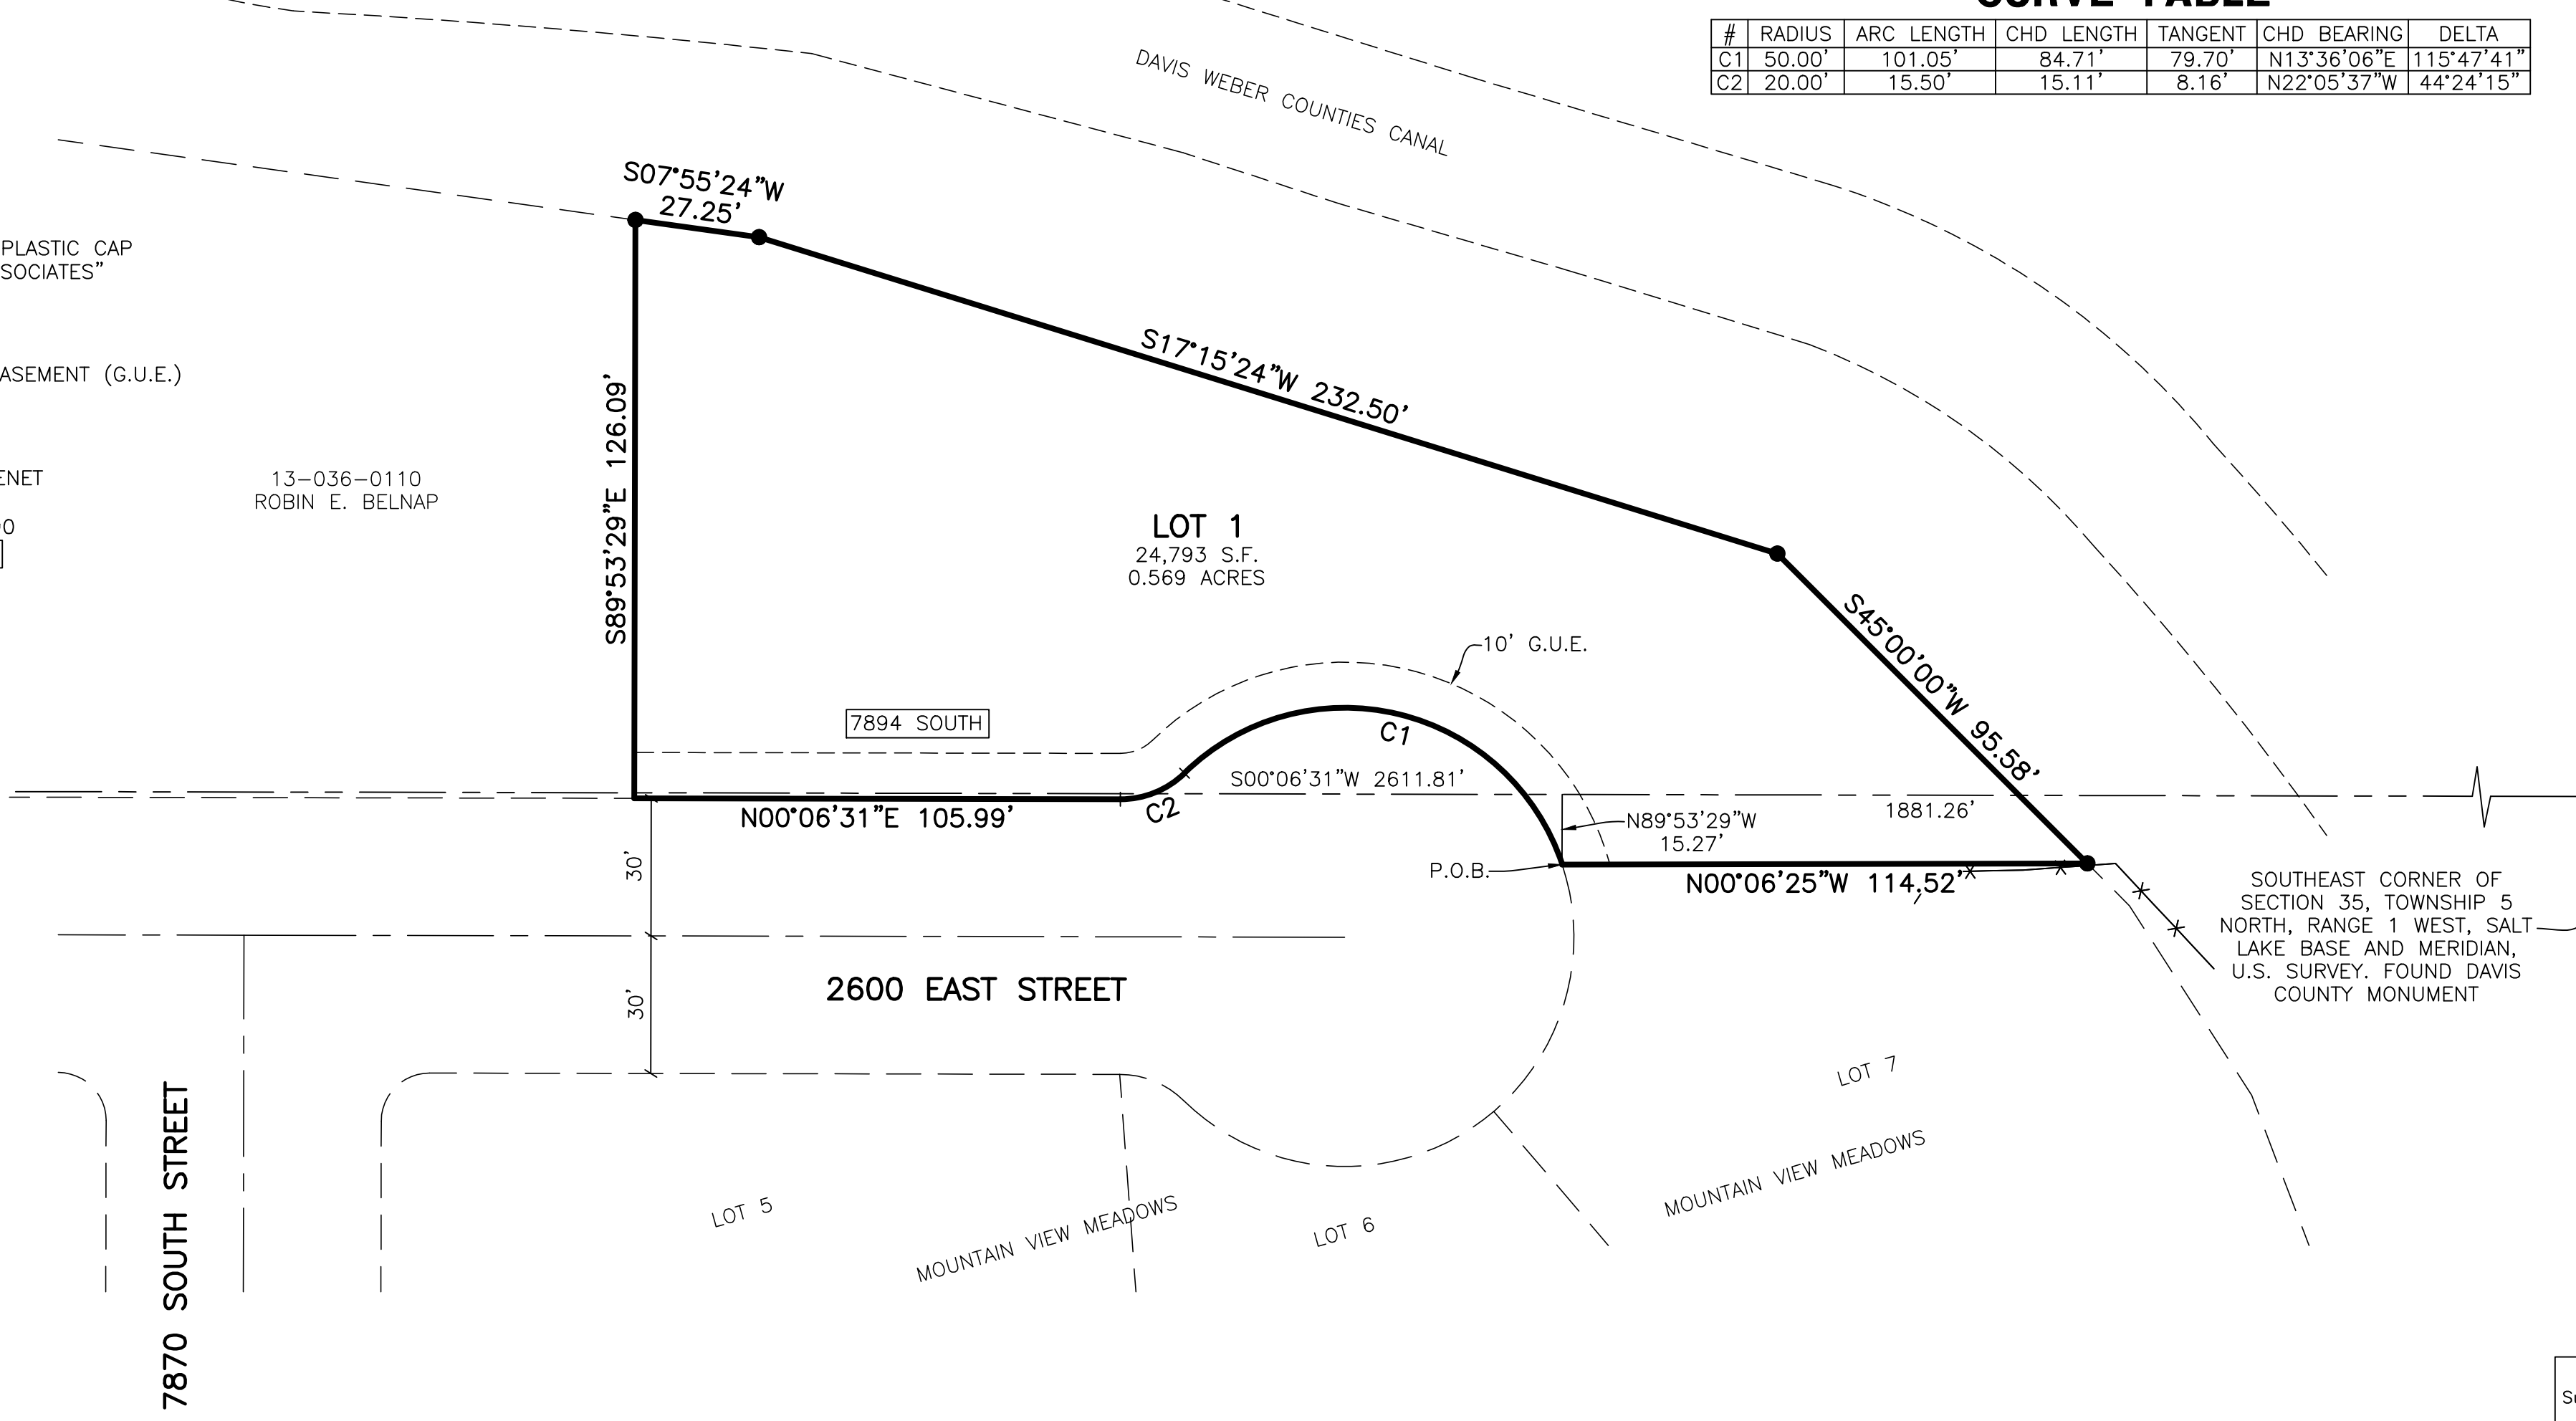 # RADIUS ARC LENGTH CHD LENGTH TANGENT CHD BEARING DELTA
C1 50.00' 101.05' 84.71' 79.70' N13°36'06"E 115°47'41"
C2 20.00' 15.50' 15.11' 8.16' N22°05'37"W 44°24'15"
DAVIS WEBER COUNTIES CANAL
S07°55'24"W
27.25'
PLASTIC CAP
SOCIATES"
ASEMENT (G.U.E.)
ENET
13-036-0110
ROBIN E. BELNAP
S89°53'29"E 126.09'
S17°15'24"W 232.50'
LOT 1
24,793 S.F.
0.569 ACRES
S45°00'00"W 95.58'
10' G.U.E.
7894 SOUTH
C1
S00°06'31"W 2611.81'
C2
N00°06'31"E 105.99'
N89°53'29"W
15.27'
1881.26'
P.O.B.
N00°06'25"W 114.52'
30'
30'
SOUTHEAST CORNER OF
SECTION 35, TOWNSHIP 5
NORTH, RANGE 1 WEST, SALT
LAKE BASE AND MERIDIAN,
U.S. SURVEY. FOUND DAVIS
COUNTY MONUMENT
2600 EAST STREET
7870 SOUTH STREET
LOT 5
MOUNTAIN VIEW MEADOWS
LOT 6
LOT 7
MOUNTAIN VIEW MEADOWS